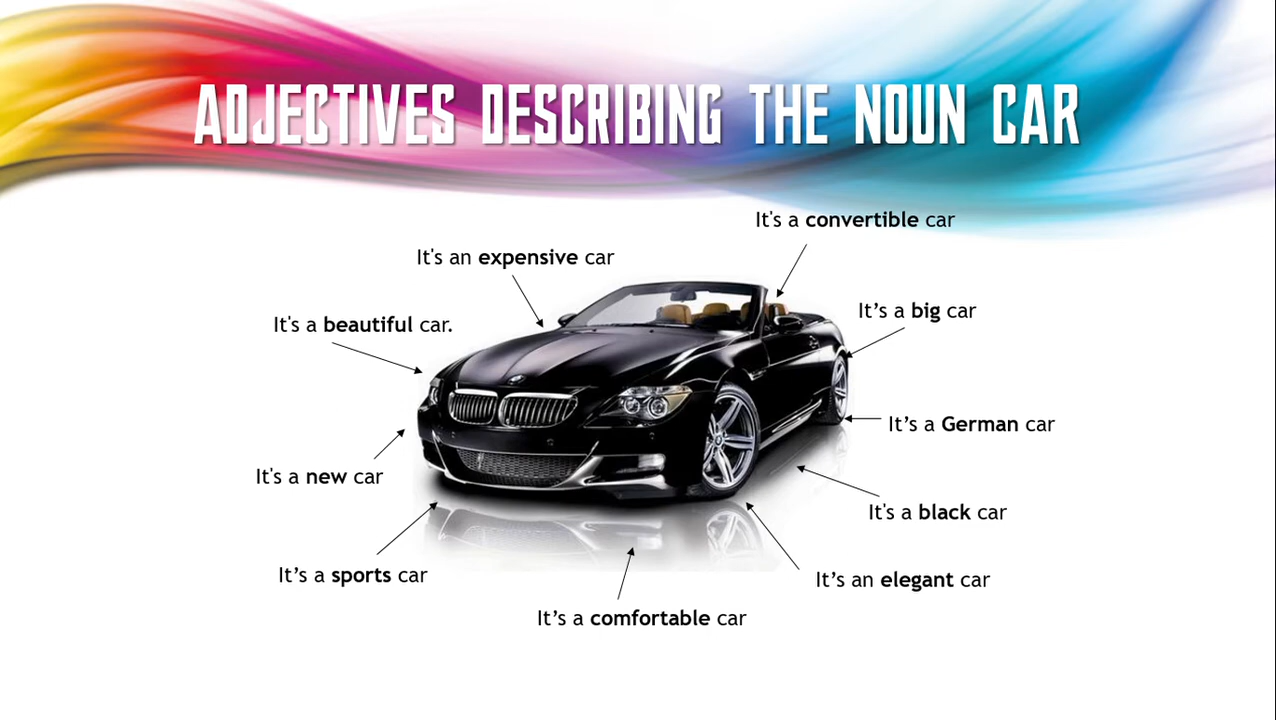 ADJECTIVES DESCRIBING THE NOUN CAR
It's a convertible car
It's an expensive car
It’s a big car
It's a beautiful car.
It’s a German car
It's a new car
It's a black car
It’s a sports car
It’s an elegant car
It’s a comfortable car